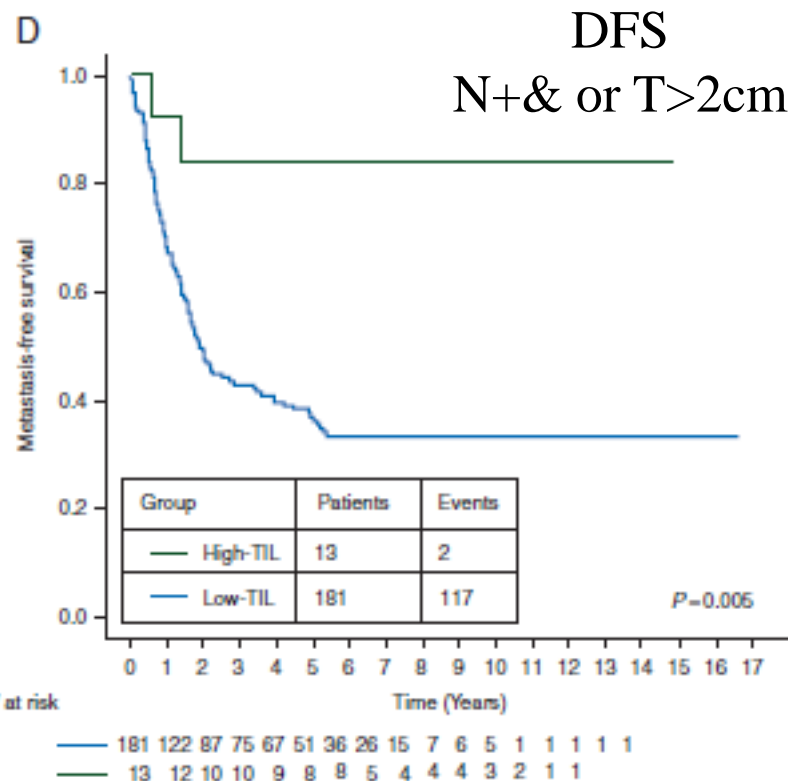 D
DFS
N+& or T>2cm
1.0
0.8
0.6
0.4
0.2
0.0
Metastasis-free survival
Group Patients Events
High-TIL 13 2
Low-TIL 181 117
P=0.005
0 1 2 3 4 5 6 7 8 9 10 11 12 13 14 15 16 17
at risk
Time (Years)
181 122 87 75 67 51 36 26 15 7 6 5 1 1 1 1 1
13 12 10 10 9 8 8 5 4 4 4 3 2 1 1